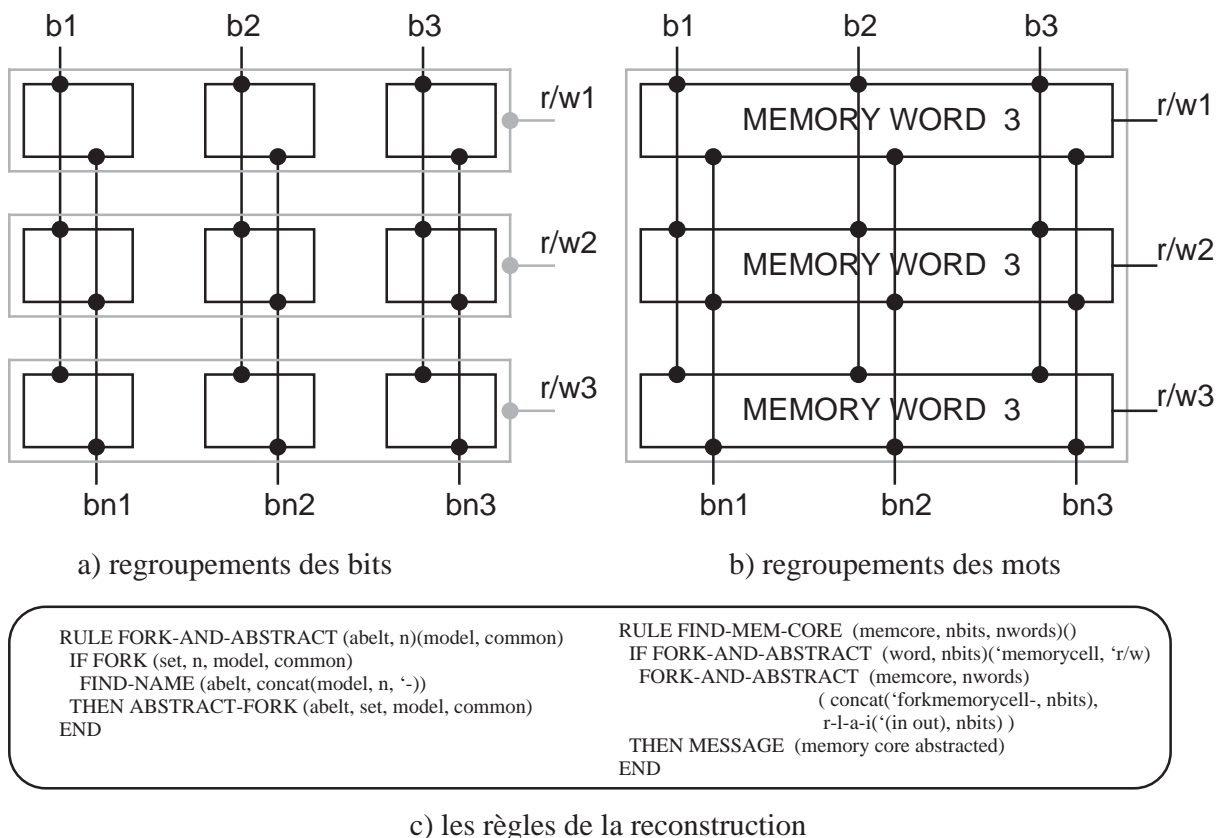 b1 b2 b3
r/w1
r/w2
r/w3
bn1 bn2 bn3
a) regroupements des bits
b1 b2 b3
MEMORY WORD 3
r/w1
MEMORY WORD 3
r/w2
MEMORY WORD 3
r/w3
bn1 bn2 bn3
b) regroupements des mots
RULE FORK-AND-ABSTRACT (abelt, n)(model, common)
IF FORK (set, n, model, common)
FIND-NAME (abelt, concat(model, n, ‘-))
THEN ABSTRACT-FORK (abelt, set, model, common)
END
RULE FIND-MEM-CORE (memcore, nbits, nwords)()
IF FORK-AND-ABSTRACT (word, nbits)(‘memorycell, ‘r/w)
FORK-AND-ABSTRACT (memcore, nwords)
( concat(‘forkmemorycell-, nbits),
r-l-a-i(‘(in out), nbits) )
THEN MESSAGE (memory core abstracted)
END
c) les règles de la reconstruction